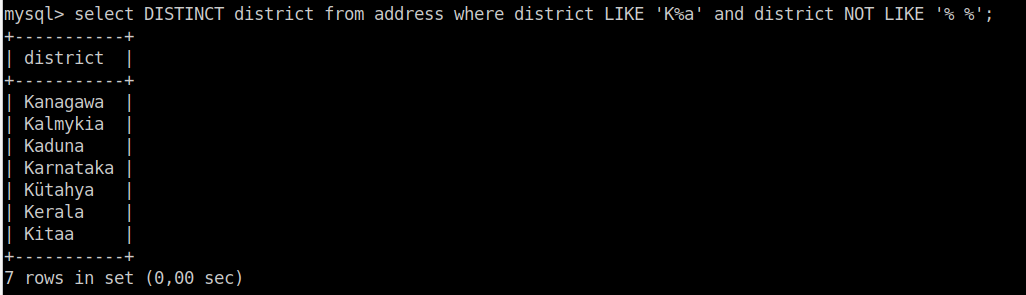 mysql> select DISTINCT district from address where district LIKE 'K%a' and district NOT LIKE '% %';
+-----------+
| district  |
+-----------+
| Kanagawa  |
| Kalmykia  |
| Kaduna    |
| Karnataka |
| Kütahya   |
| Kerala    |
| Kitaa     |
+-----------+
7 rows in set (0,00 sec)